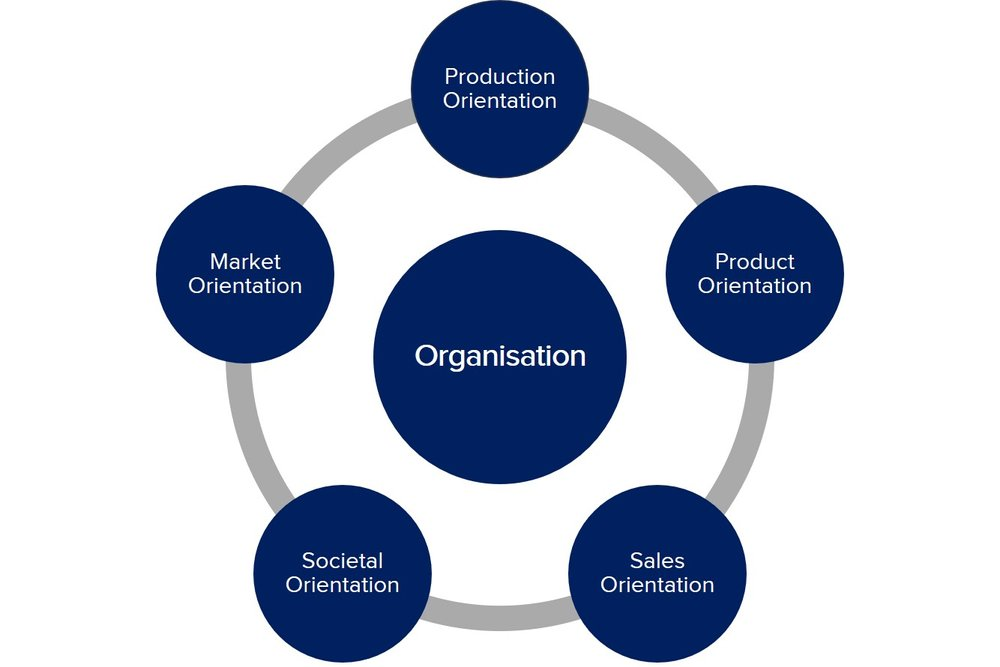 Production
Orientation
Market
Orientation
Product
Orientation
Organisation
Societal
Orientation
Sales
Orientation